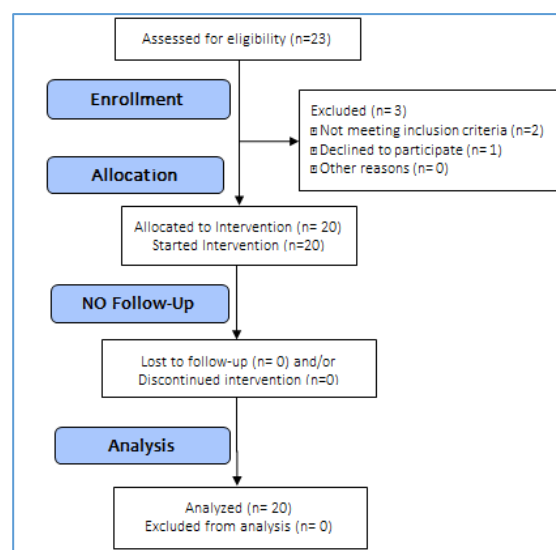 Assessed for eligibility (n=23)
Enrollment
Excluded (n= 3)
Not meeting inclusion criteria (n=2)
Declined to participate (n= 1)
Other reasons (n= 0)
Allocation
Allocated to Intervention (n= 20)
Started Intervention (n=20)
NO Follow-Up
Lost to follow-up (n= 0) and/or
Discontinued intervention (n=0)
Analysis
Analyzed (n= 20)
Excluded from analysis (n= 0)